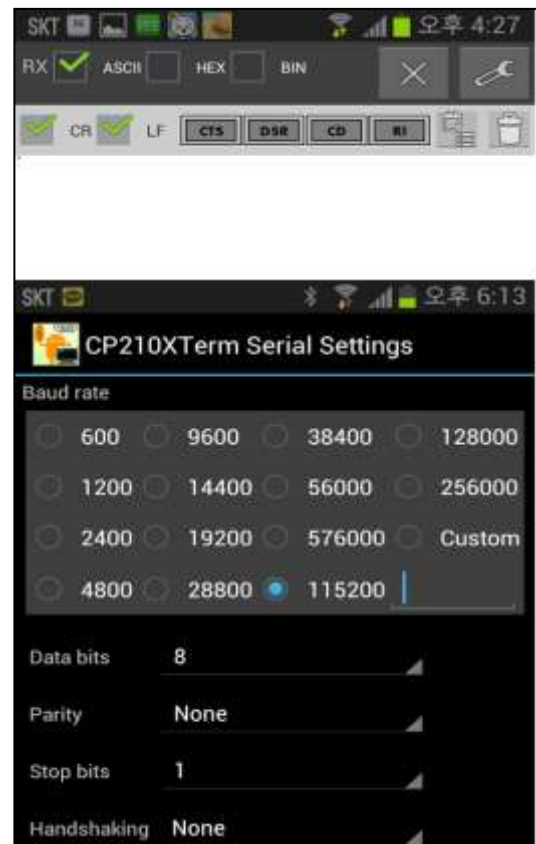 SKT 오후 4:27
RX ASCII HEX BIN
CR LF CTS DSR CD RI
SKT 오후 6:13
CP210XTerm Serial Settings
Baud rate
600 9600 38400 128000
1200 14400 56000 256000
2400 19200 576000 Custom
4800 28800 115200
Data bits 8
Parity None
Stop bits 1
Handshaking None